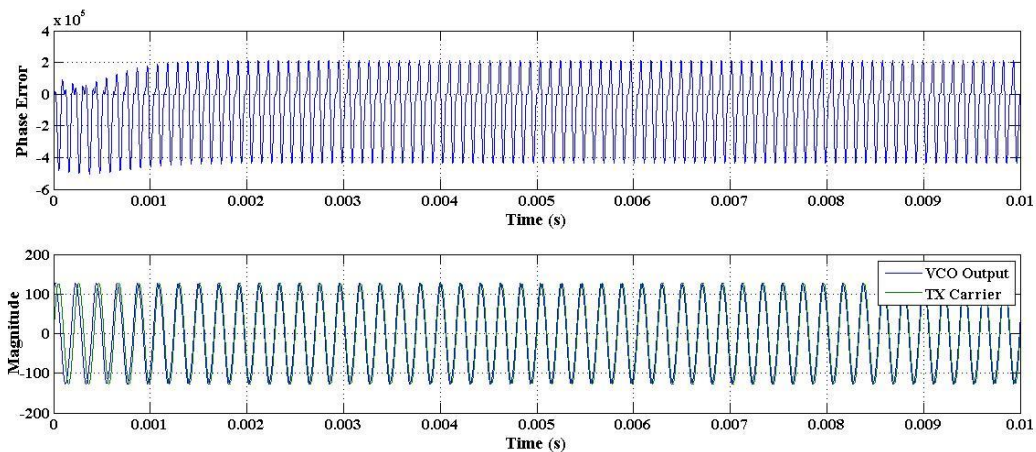 x 10⁵
4
2
0
-2
-4
-6
Phase Error
0 0.001 0.002 0.003 0.004 0.005 0.006 0.007 0.008 0.009 0.01
Time (s)
200
100
0
-100
-200
Magnitude
VCO Output
TX Carrier
0 0.001 0.002 0.003 0.004 0.005 0.006 0.007 0.008 0.009 0.01
Time (s)